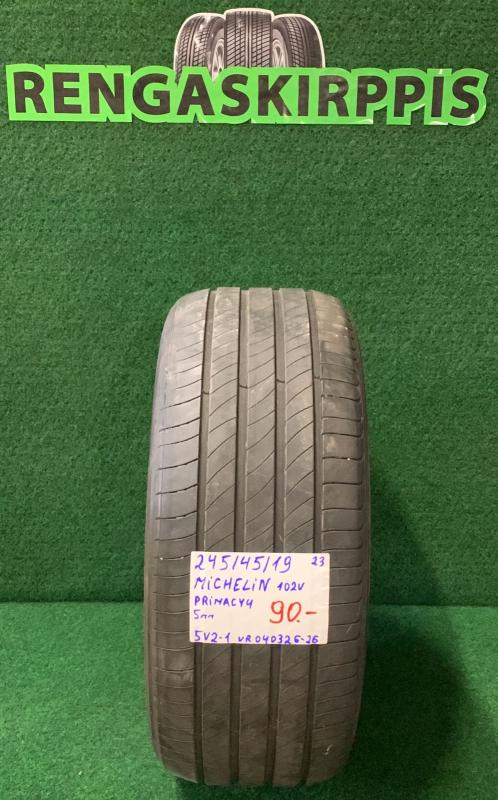 RENGASKIRPPIS
245/45/19 23
MiCHELiN 102V
PRiMACY4
5mm 90.-
5V2-1 VR040326-26